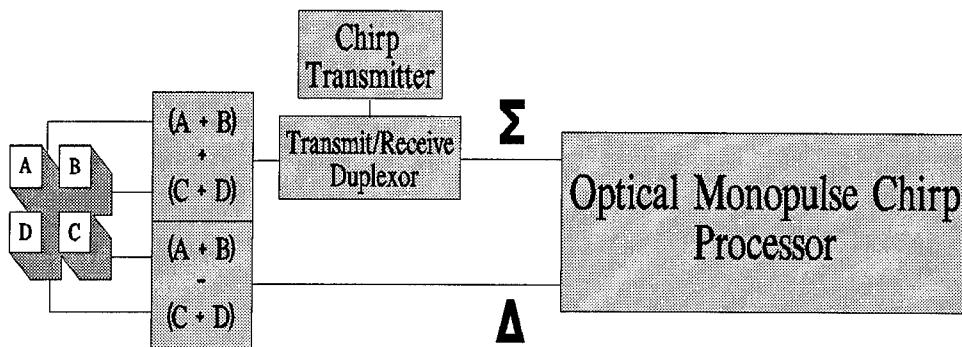 Chirp
Transmitter
Transmit/Receive
Duplexor
Σ
Optical Monopulse Chirp
Processor
A
B
D
C
(A + B)
+
(C + D)
(A + B)
-
(C + D)
Δ